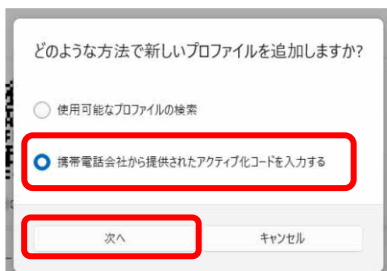 どのような方法で新しいプロファイルを追加しますか?
使用可能なプロファイルの検索
携帯電話会社から提供されたアクティブ化コードを入力する
次へ
キャンセル